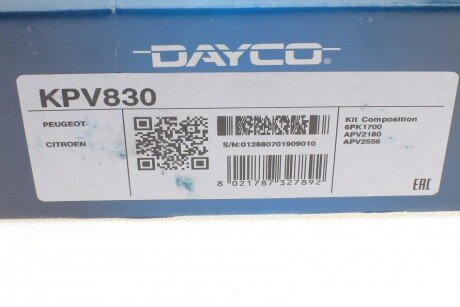 DAYCO®
KPV830
PEUGEOT
CITROEN
S/N:012880701909010
8 021787 327892
Kit Composition
6PK1700
APV2180
APV2556
EAC